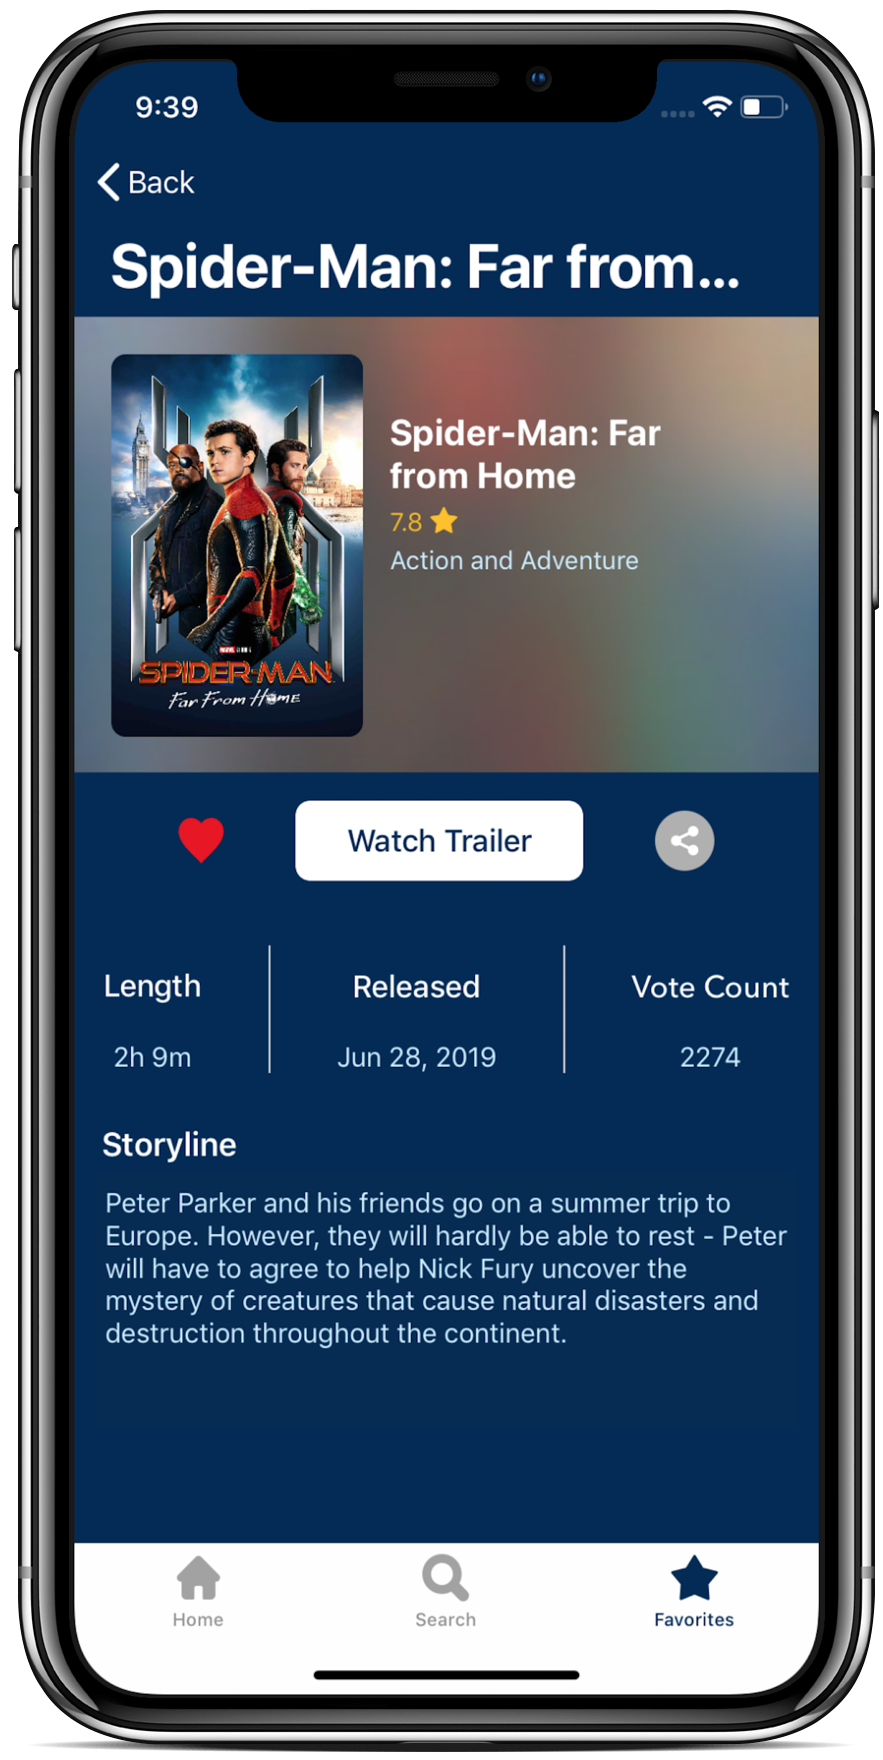 9:39
Back
Spider-Man: Far from...
Spider-Man: Far
from Home
7.8
Action and Adventure
SPIDER-MAN
Far From Home
Watch Trailer
Length
Released
Vote Count
2h 9m
Jun 28, 2019
2274
Storyline
Peter Parker and his friends go on a summer trip to
Europe. However, they will hardly be able to rest - Peter
will have to agree to help Nick Fury uncover the
mystery of creatures that cause natural disasters and
destruction throughout the continent.
Home
Search
Favorites